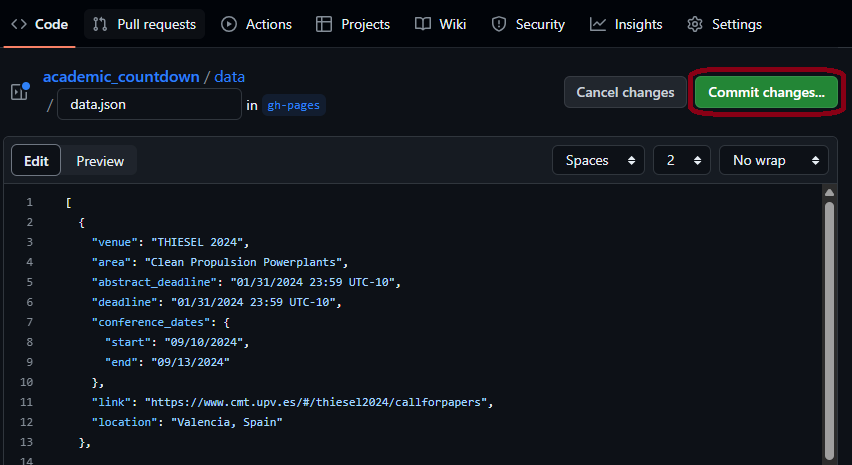 Code Pull requests Actions Projects Wiki Security Insights Settings
academic_countdown / data
/ data.json in gh-pages Cancel changes Commit changes...
Edit Preview Spaces 2 No wrap
1 [
2 {
3 "venue": "THIESEL 2024",
4 "area": "Clean Propulsion Powerplants",
5 "abstract_deadline": "01/31/2024 23:59 UTC-10",
6 "deadline": "01/31/2024 23:59 UTC-10",
7 "conference_dates": {
8 "start": "09/10/2024",
9 "end": "09/13/2024"
10 },
11 "link": "https://www.cmt.upv.es/#/thiesel2024/callforpapers",
12 "location": "Valencia, Spain"
13 },
14